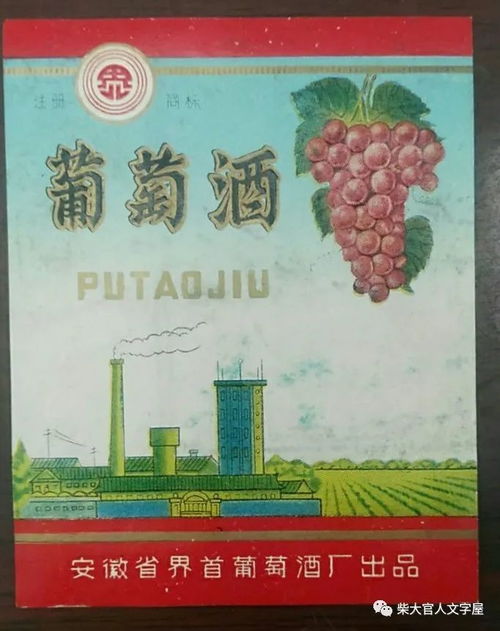 注册 商标
葡萄酒
PUTAOJIU
安徽省界首葡萄酒厂出品
柴大官人文字屋